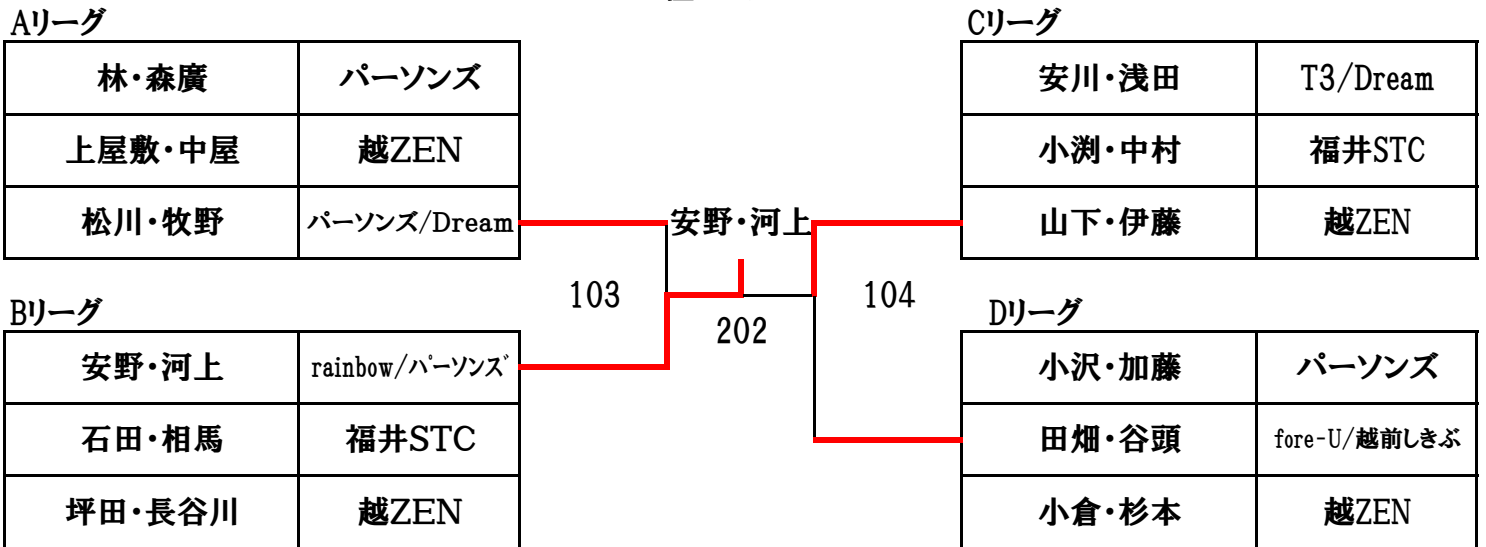 Aリーグ
林・森廣 パーソンズ
上屋敷・中屋 越ZEN
松川・牧野 パーソンズ/Dream
Bリーグ
安野・河上 rainbow/パーソンズ
石田・相馬 福井STC
坪田・長谷川 越ZEN
103
安野・河上
202
104
Cリーグ
安川・浅田 T3/Dream
小渕・中村 福井STC
山下・伊藤 越ZEN
Dリーグ
小沢・加藤 パーソンズ
田畑・谷頭 fore-U/越前しきぶ
小倉・杉本 越ZEN